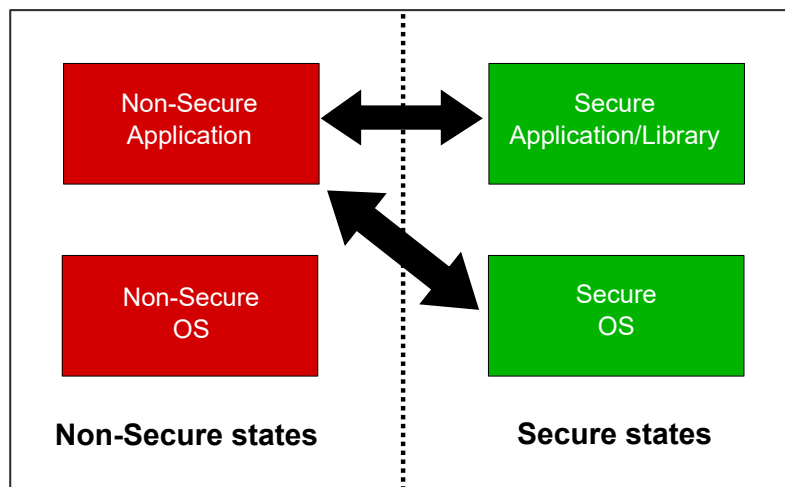 Non-Secure
Application
Secure
Application/Library
Non-Secure
OS
Secure
OS
Non-Secure states
Secure states